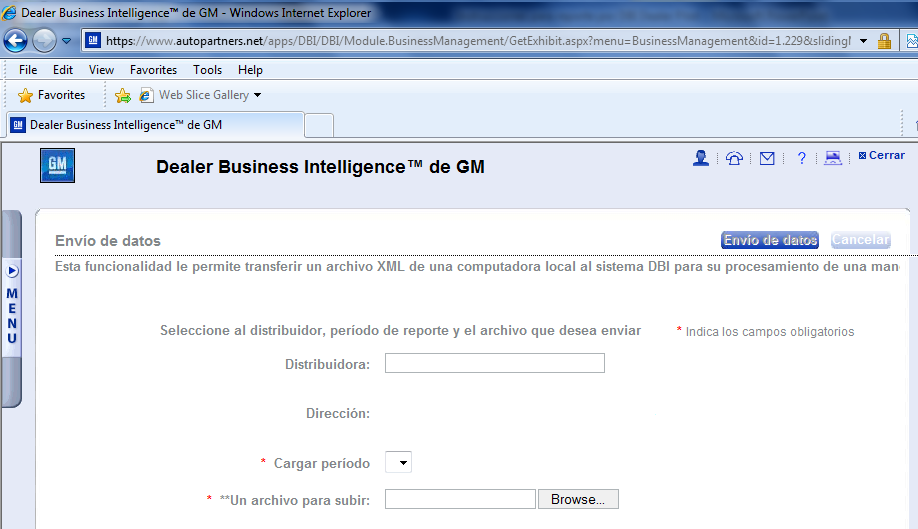 Dealer Business Intelligence™ de GM - Windows Internet Explorer
GM https://www.autopartners.net/apps/DBI/DBI/Module.BusinessManagement/GetExhibit.aspx?menu=BusinessManagement&id=1.229&sliding
File Edit View Favorites Tools Help
Favorites Web Slice Gallery
GM Dealer Business Intelligence™ de GM
GM Dealer Business Intelligence™ de GM ? Cerrar
Envío de datos Envío de datos Cancelar
Esta funcionalidad le permite transferir un archivo XML de una computadora local al sistema DBI para su procesamiento de una man
MENU
Seleccione al distribuidor, período de reporte y el archivo que desea enviar * Indica los campos obligatorios
Distribuidora:
Dirección:
* Cargar período
* **Un archivo para subir: Browse...